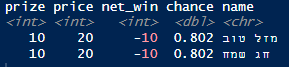 prize price net_win chance name
<int> <int> <int> <dbl> <chr>
10 20 -10 0.802 מזל טוב
10 20 -10 0.802 חג שמח